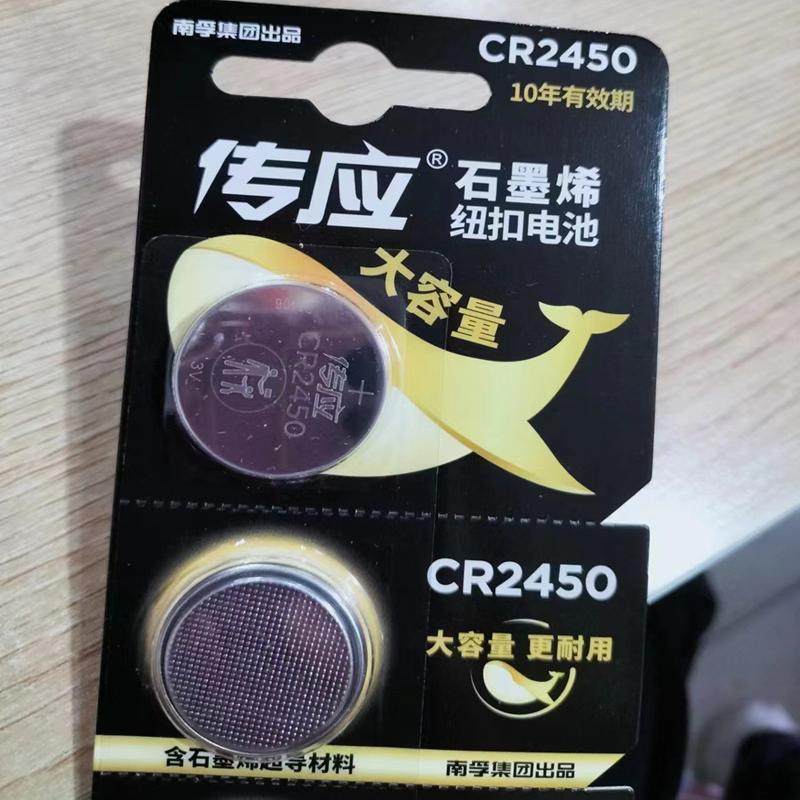 南孚集团出品
CR2450
10年有效期
传应®
石墨烯
纽扣电池
大容量
传应
CR2450
3V
+
CR2450
大容量 更耐用
含石墨烯超导材料
南孚集团出品